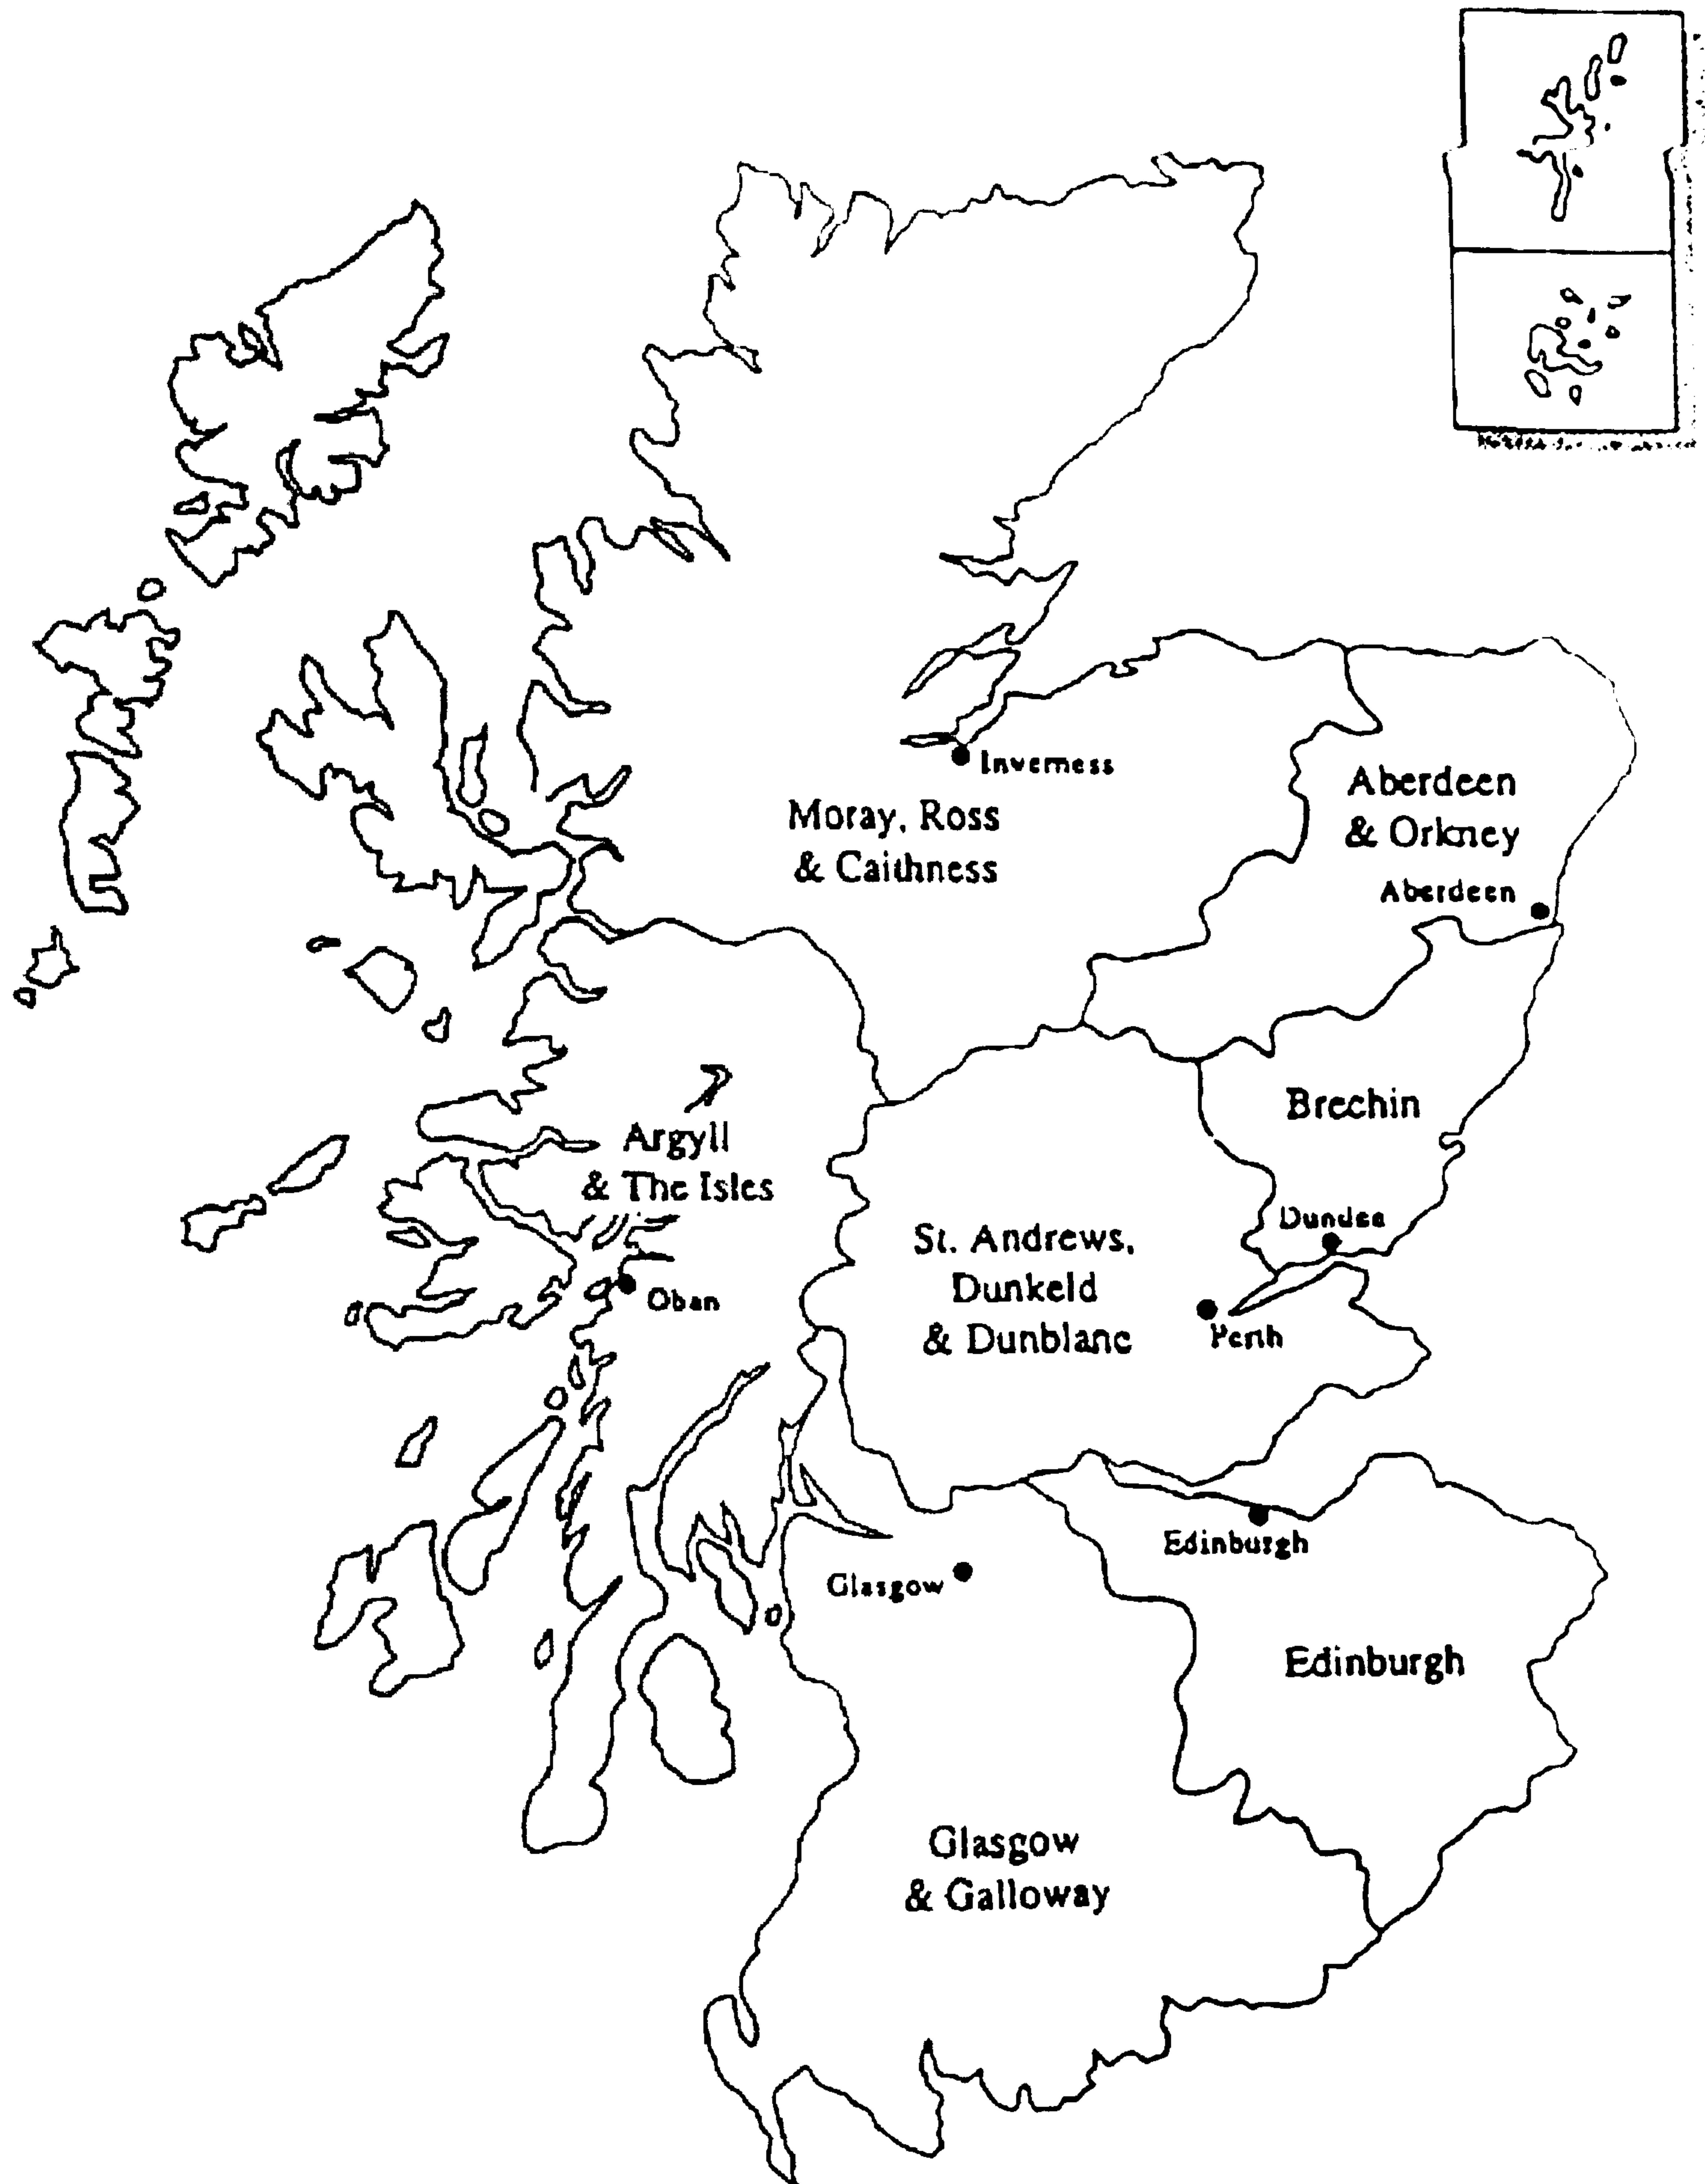 Inverness
Moray, Ross
& Caithness
Aberdeen
& Orkney
Aberdeen
Brechin
Argyll
& The Isles
Dundee
St. Andrews,
Dunkeld
& Dunblane
Oban
Perth
Edinburgh
Glasgow
Edinburgh
Glasgow
& Galloway